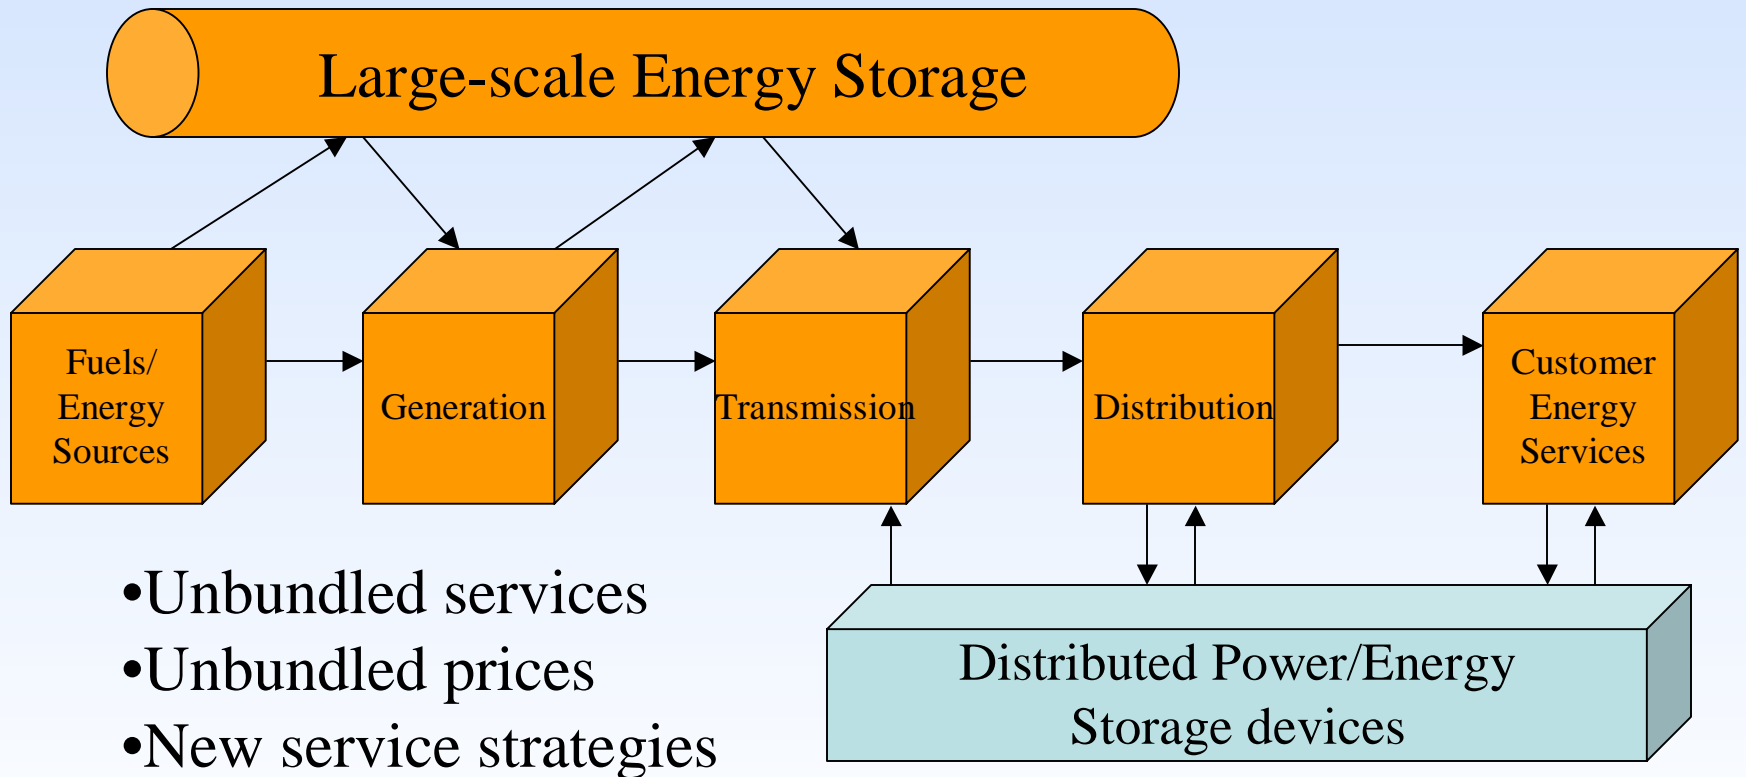 Large-scale Energy Storage
Fuels/
Energy
Sources
Generation
Transmission
Distribution
Customer
Energy
Services
•Unbundled services
•Unbundled prices
•New service strategies
Distributed Power/Energy
Storage devices